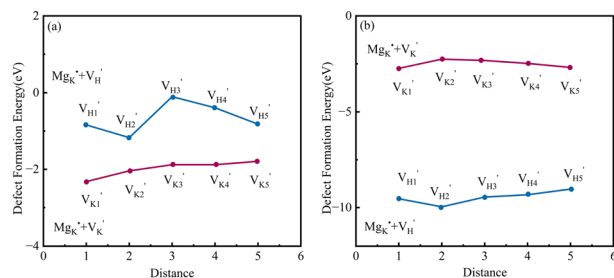 (a)
Mg_K^•+V_H'
V_H1'
V_H2'
V_H3'
V_H4'
V_H5'
V_K1'
V_K2'
V_K3'
V_K4'
V_K5'
Mg_K^•+V_K'
Defect Formation Energy(eV)
2
0
−2
−4
0 1 2 3 4 5 6
Distance
(b)
Mg_K^•+V_K'
V_K1'
V_K2'
V_K3'
V_K4'
V_K5'
V_H1'
V_H2'
V_H3'
V_H4'
V_H5'
Mg_K^•+V_H'
Defect Formation Energy(eV)
0
−5
−10
0 1 2 3 4 5 6
Distance